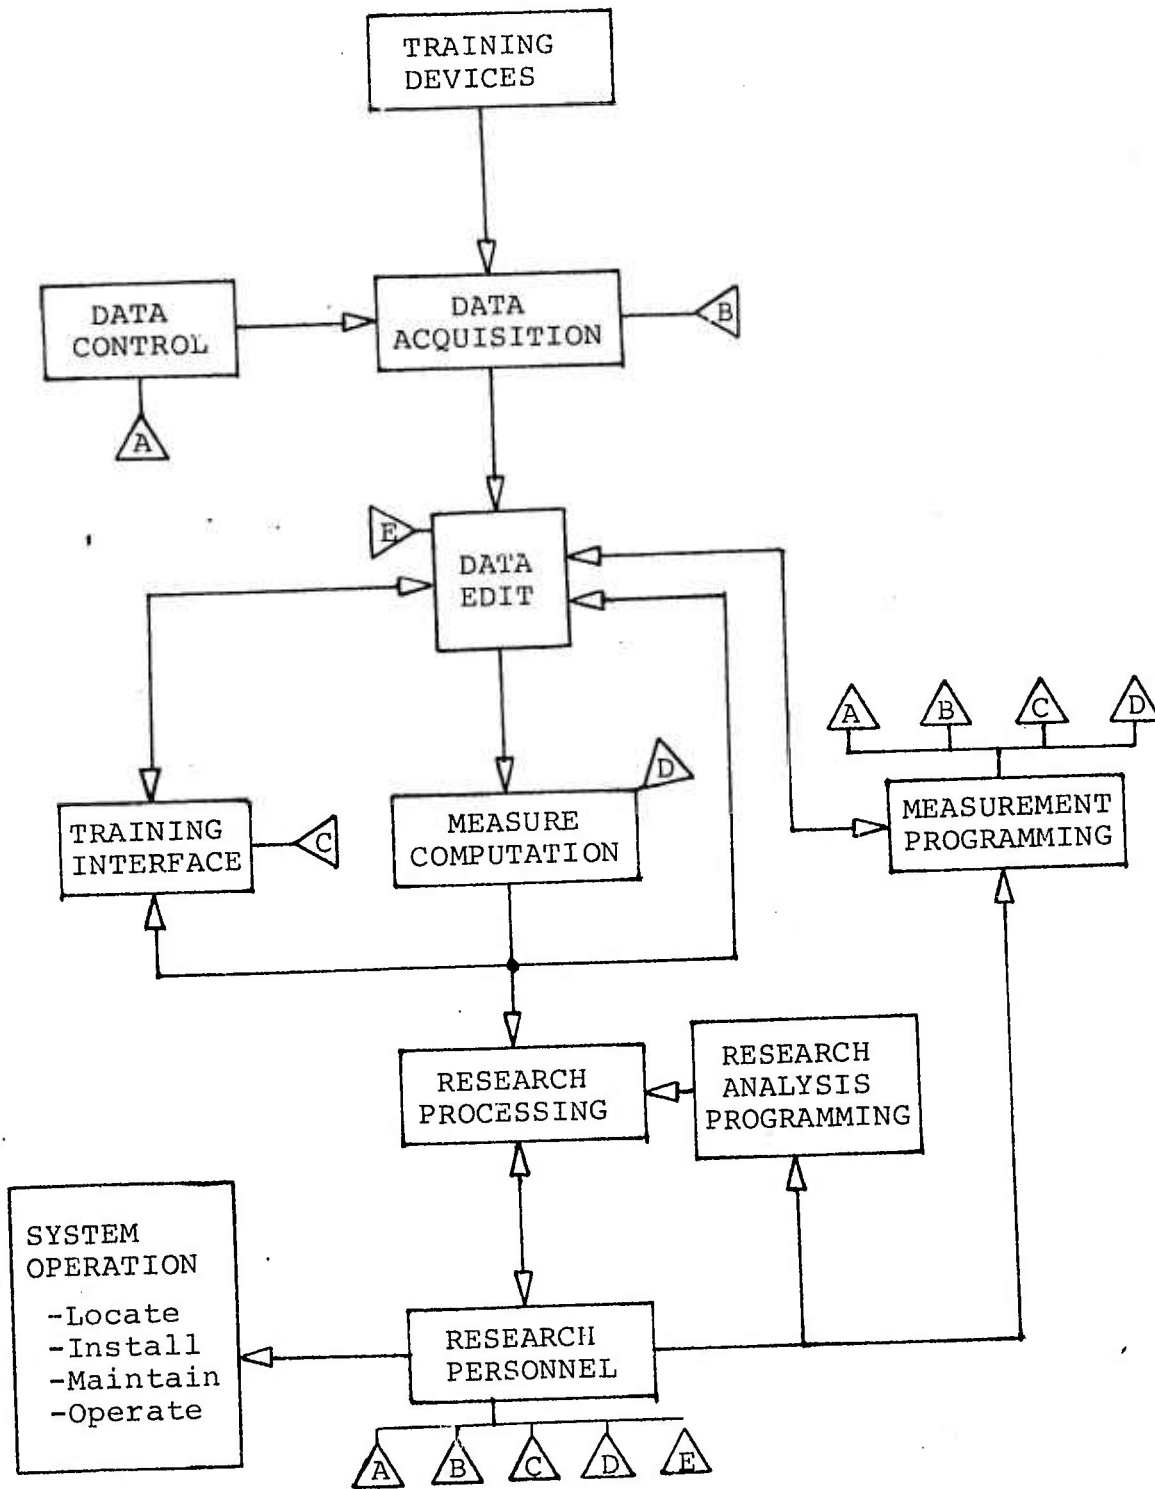 TRAINING
DEVICES
DATA
CONTROL
DATA
ACQUISITION
B
A
E
DATA
EDIT
A
B
C
D
D
TRAINING
INTERFACE
C
MEASURE
COMPUTATION
MEASUREMENT
PROGRAMMING
RESEARCH
PROCESSING
RESEARCH
ANALYSIS
PROGRAMMING
SYSTEM
OPERATION
-Locate
-Install
-Maintain
-Operate
RESEARCH
PERSONNEL
A
B
C
D
E